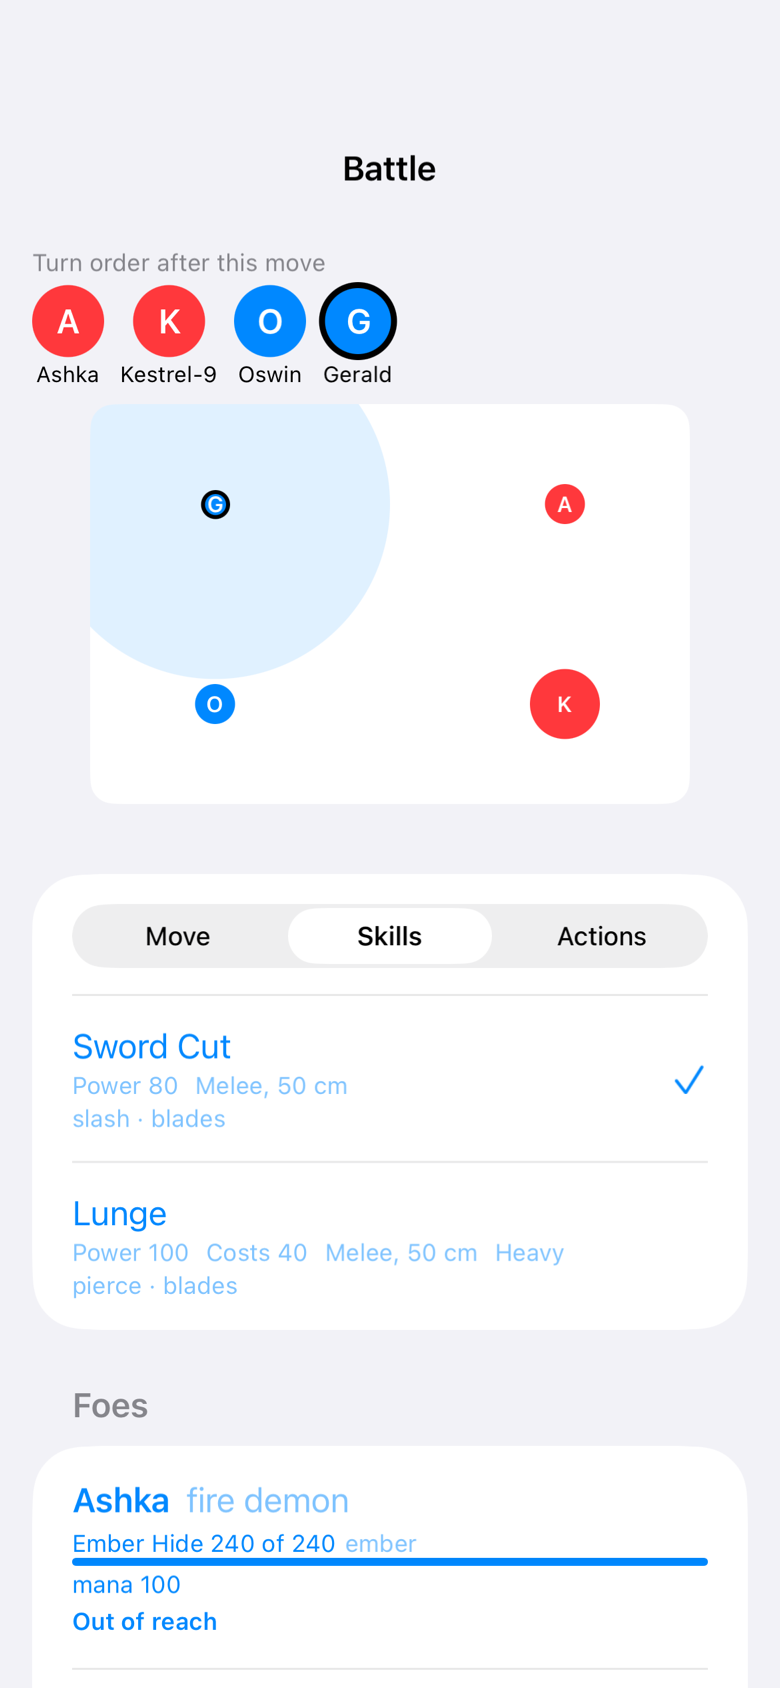 Battle
Turn order after this move
A K O G
Ashka Kestrel-9 Oswin Gerald
G A
O K
Move Skills Actions
Sword Cut
Power 80 Melee, 50 cm
slash · blades
Lunge
Power 100 Costs 40 Melee, 50 cm Heavy
pierce · blades
Foes
Ashka fire demon
Ember Hide 240 of 240 ember
mana 100
Out of reach